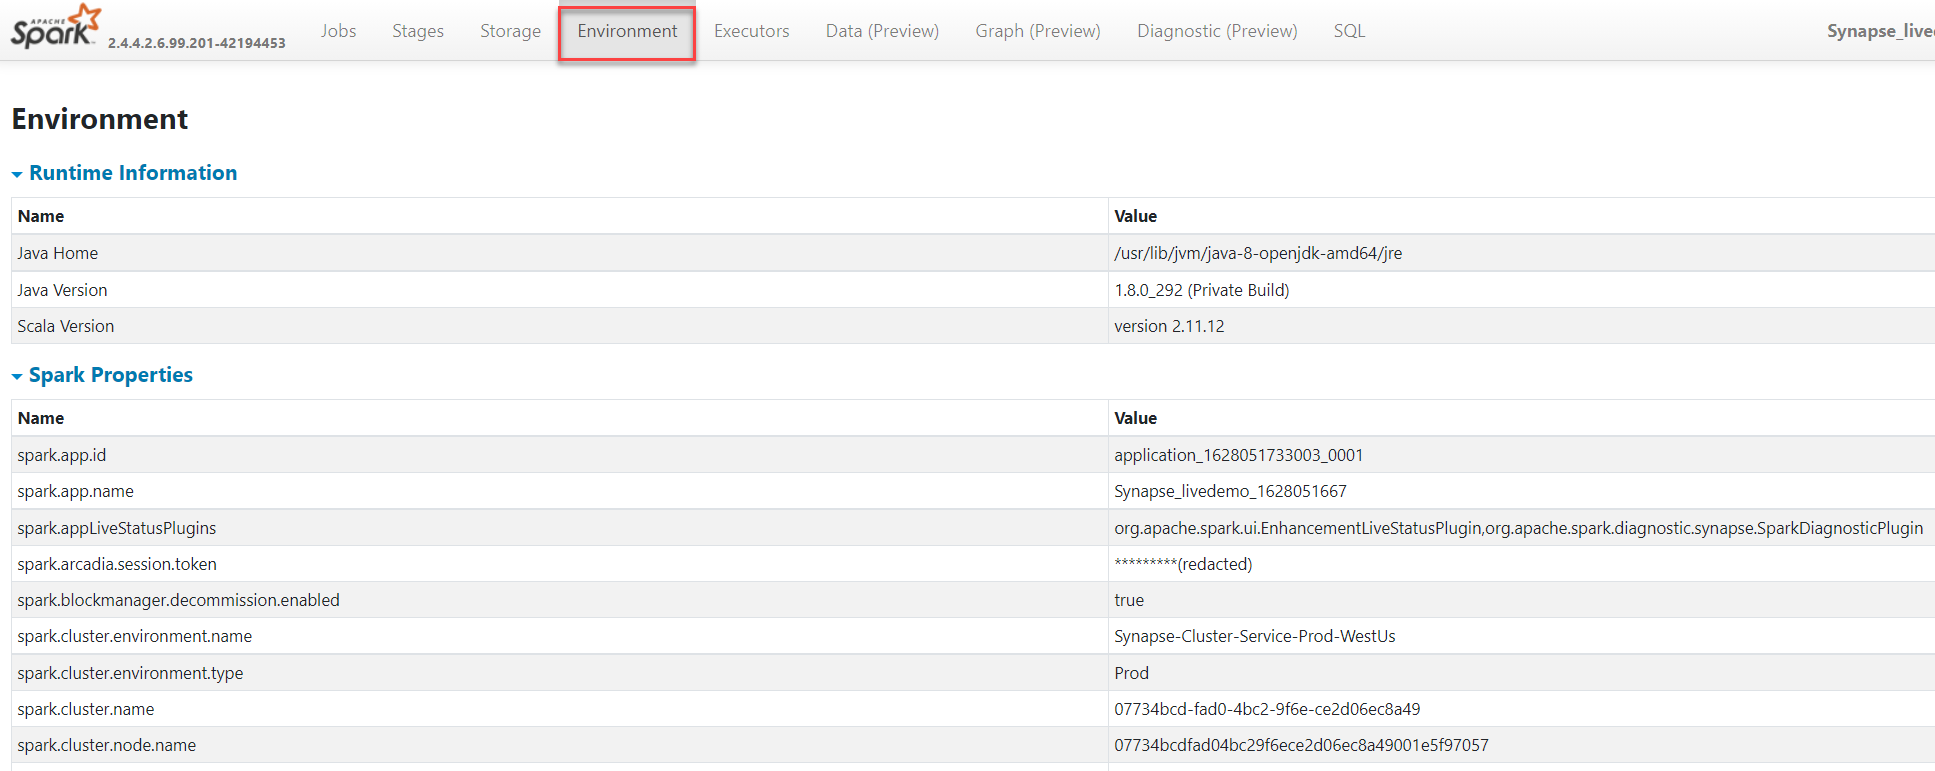 APACHE
Spark 2.4.4.2.6.99.201-42194453 Jobs Stages Storage Environment Executors Data (Preview) Graph (Preview) Diagnostic (Preview) SQL Synapse_live
Environment
Runtime Information
Name Value
Java Home /usr/lib/jvm/java-8-openjdk-amd64/jre
Java Version 1.8.0_292 (Private Build)
Scala Version version 2.11.12
Spark Properties
Name Value
spark.app.id application_1628051733003_0001
spark.app.name Synapse_livedemo_1628051667
spark.appLiveStatusPlugins org.apache.spark.ui.EnhancementLiveStatusPlugin,org.apache.spark.diagnostic.synapse.SparkDiagnosticPlugin
spark.arcadia.session.token *********(redacted)
spark.blockmanager.decommission.enabled true
spark.cluster.environment.name Synapse-Cluster-Service-Prod-WestUs
spark.cluster.environment.type Prod
spark.cluster.name 07734bcd-fad0-4bc2-9f6e-ce2d06ec8a49
spark.cluster.node.name 07734bcdfad04bc29f6ece2d06ec8a49001e5f97057